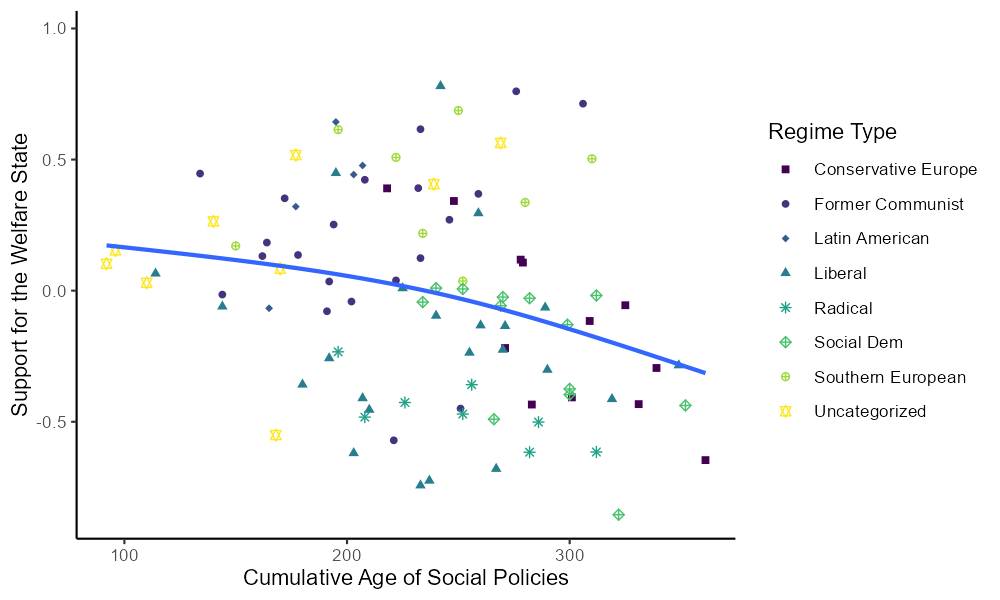 1.0
0.5
0.0
-0.5
Support for the Welfare State
100
200
300
Cumulative Age of Social Policies
Regime Type
Conservative Europe
Former Communist
Latin American
Liberal
Radical
Social Dem
Southern European
Uncategorized